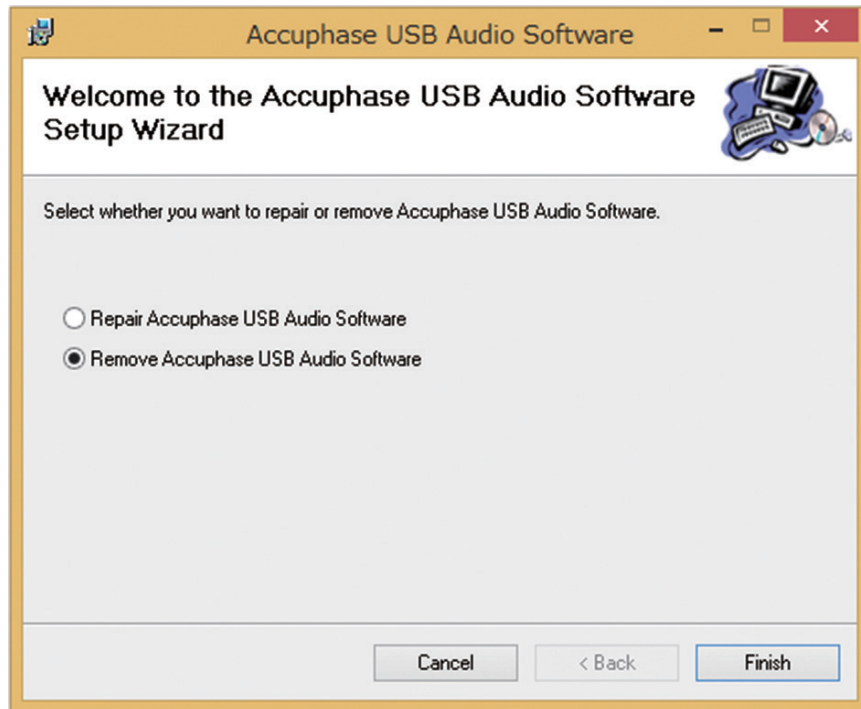 Accuphase USB Audio Software
Welcome to the Accuphase USB Audio Software
Setup Wizard
Select whether you want to repair or remove Accuphase USB Audio Software.
Repair Accuphase USB Audio Software
Remove Accuphase USB Audio Software
Cancel
< Back
Finish